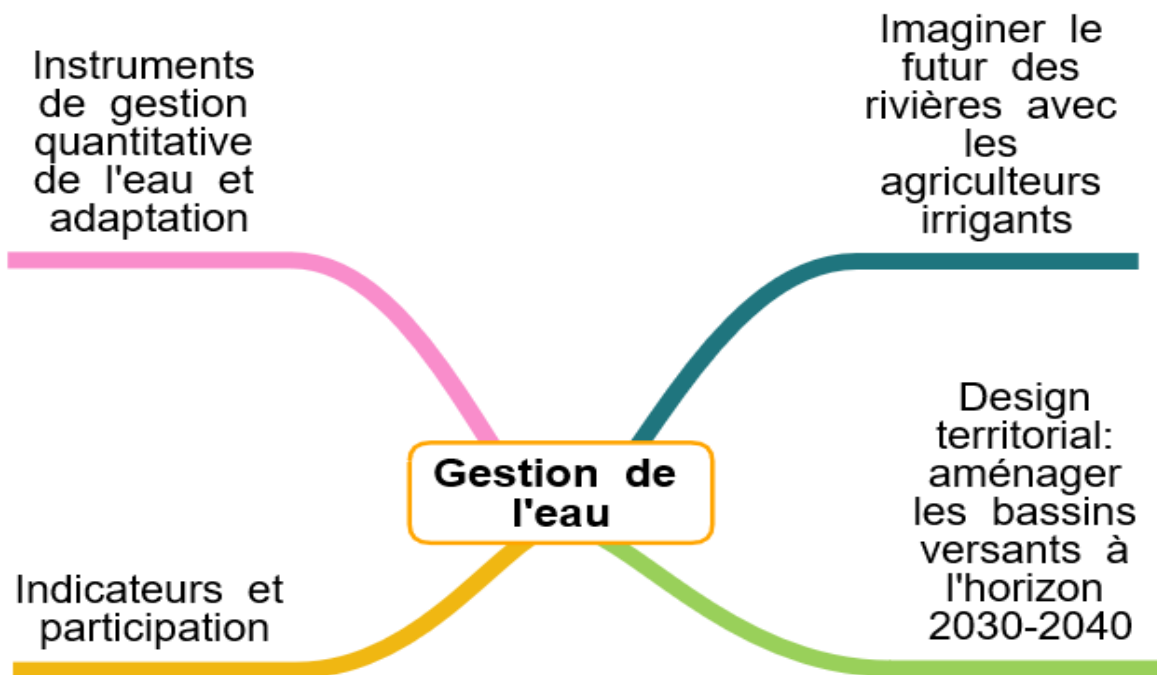 Instruments
de gestion
quantitative
de l'eau et
adaptation
Imaginer le
futur des
rivières avec
les
agriculteurs
irrigants
Gestion de
l'eau
Indicateurs et
participation
Design
territorial:
aménager
les bassins
versants à
l'horizon
2030-2040